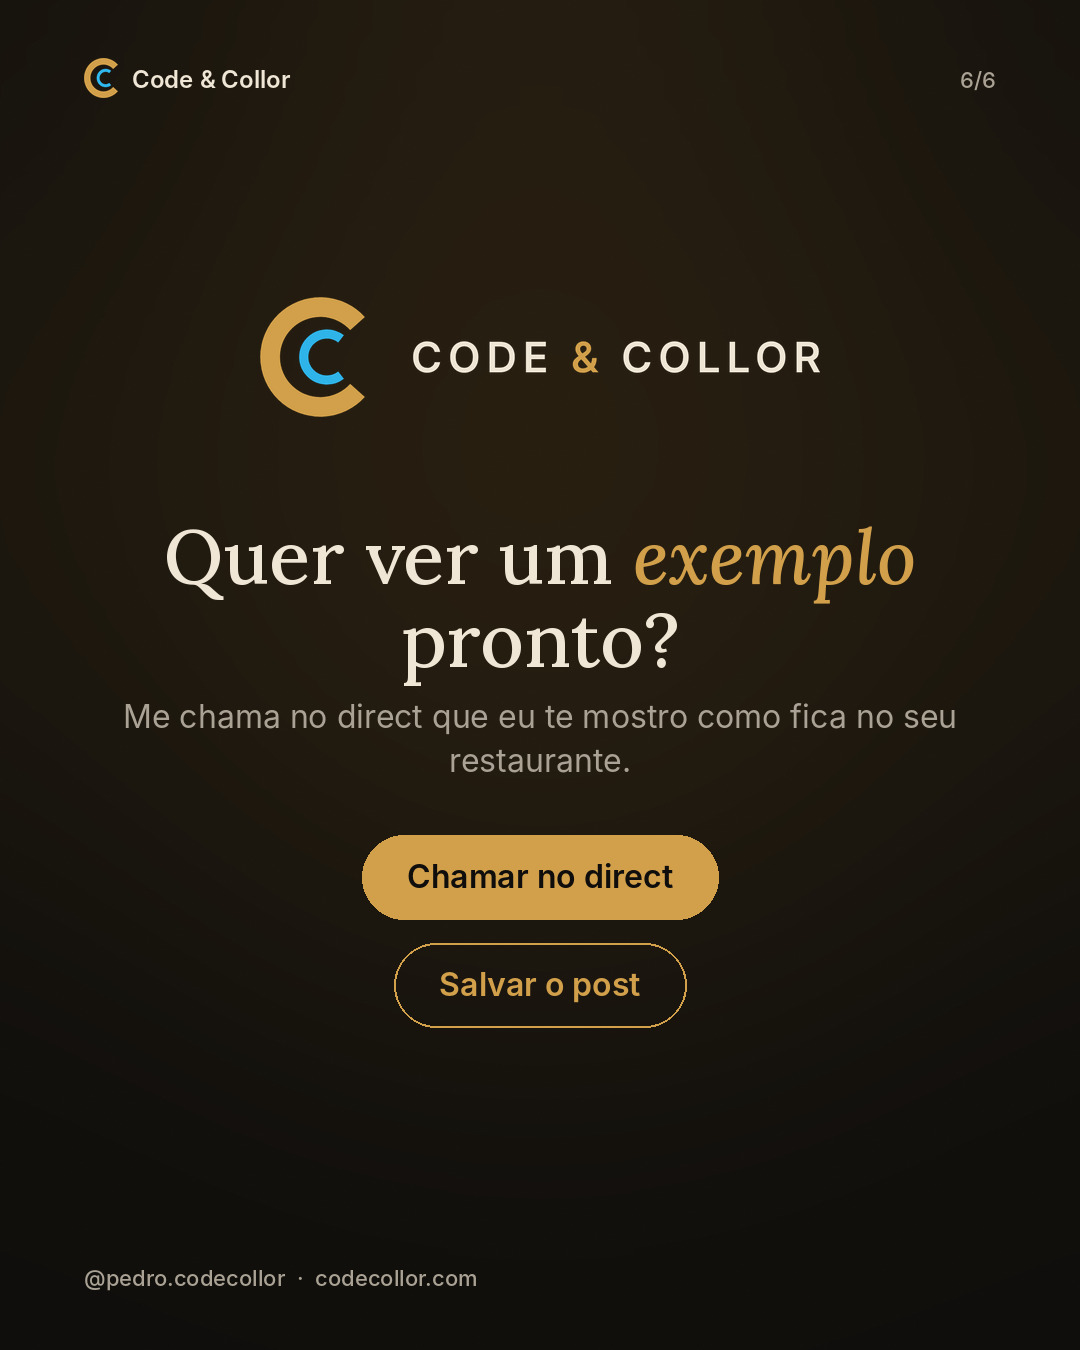 Code & Collor
6/6
CODE & COLLOR
Quer ver um exemplo
pronto?
Me chama no direct que eu te mostro como fica no seu
restaurante.
Chamar no direct
Salvar o post
@pedro.codecollor · codecollor.com